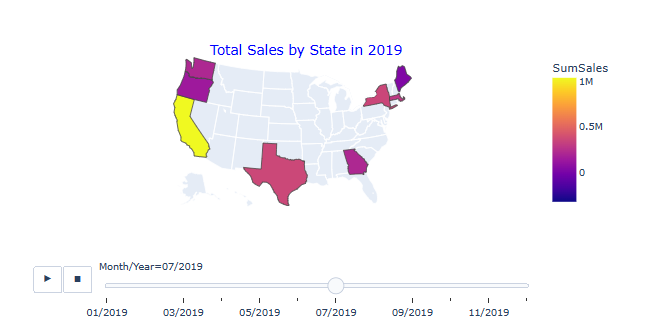 Total Sales by State in 2019
SumSales
1M
0.5M
0
Month/Year=07/2019
01/2019
03/2019
05/2019
07/2019
09/2019
11/2019